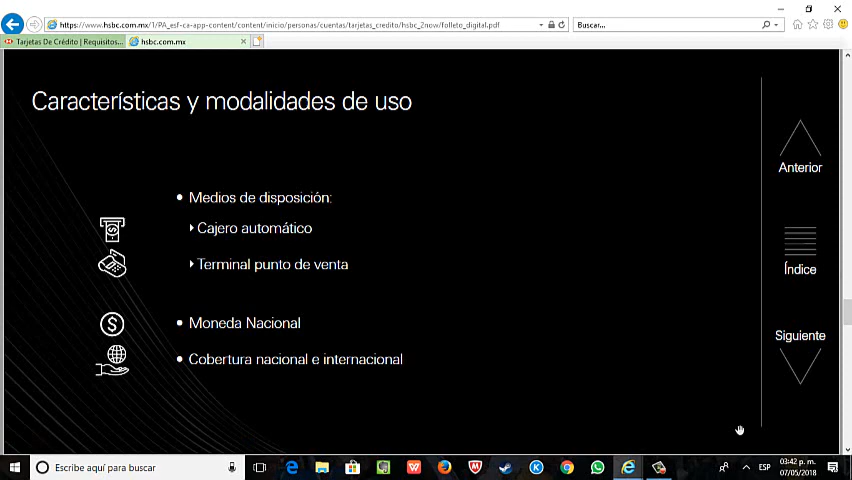 https://www.hsbc.com.mx/1/PA_esf-ca-app-content/content/inicio/personas/cuentas/tarjetas_credito/hsbc_2now/folleto_digital.pdf
Buscar...
Tarjetas De Crédito | Requisitos...
hsbc.com.mx
Características y modalidades de uso
Anterior
Medios de disposición:
Cajero automático
Terminal punto de venta
Índice
Moneda Nacional
Siguiente
Cobertura nacional e internacional
Escribe aquí para buscar
ESP
03:42 p. m.
07/05/2018